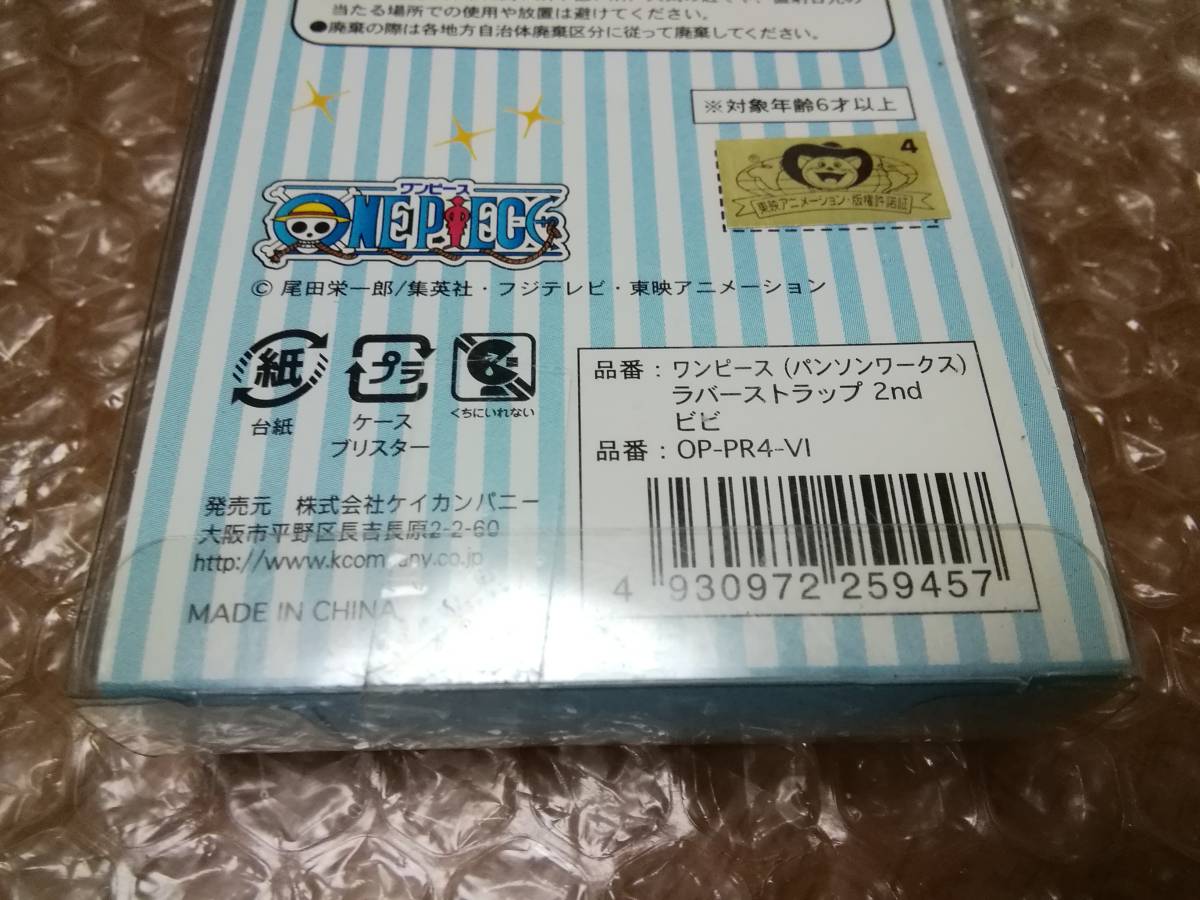 当たる場所での使用や放置は避けてください。
●廃棄の際は各地方自治体廃棄区分に従って廃棄してください。
※対象年齢6才以上
4
東映アニメーション・版権許諾証
ワンピース
ONE PIECE
© 尾田栄一郎/集英社・フジテレビ・東映アニメーション
紙
台紙
プラ
ケース
ブリスター
くちにいれない
品番：ワンピース (パンソンワークス)
ラバーストラップ 2nd
ビビ
品番：OP-PR4-VI
4 930972 259457
発売元 株式会社ケイカンパニー
大阪市平野区長吉長原2-2-60
http://www.kcompany.co.jp
MADE IN CHINA